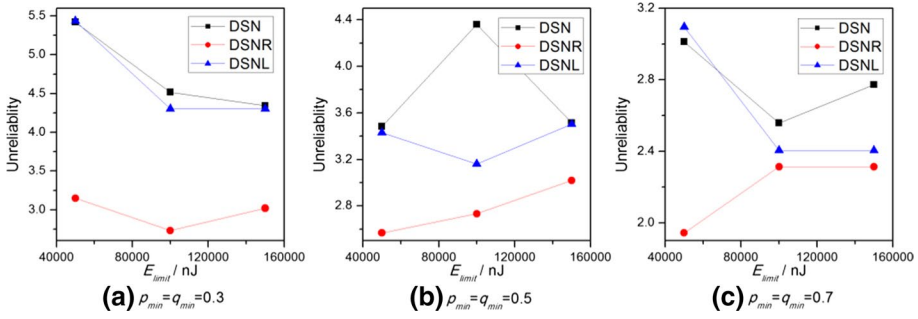 5.5
5.0
4.5
4.0
3.5
3.0
Unreliablity
DSN
DSNR
DSNL
40000 80000 120000 160000
E_limit / nJ
(a) p_min=q_min=0.3
4.4
4.0
3.6
3.2
2.8
Unreliablity
DSN
DSNR
DSNL
40000 80000 120000 160000
E_limit / nJ
(b) p_min=q_min=0.5
3.2
2.8
2.4
2.0
Unreliablity
DSN
DSNR
DSNL
40000 80000 120000 160000
E_limit / nJ
(c) p_min=q_min=0.7